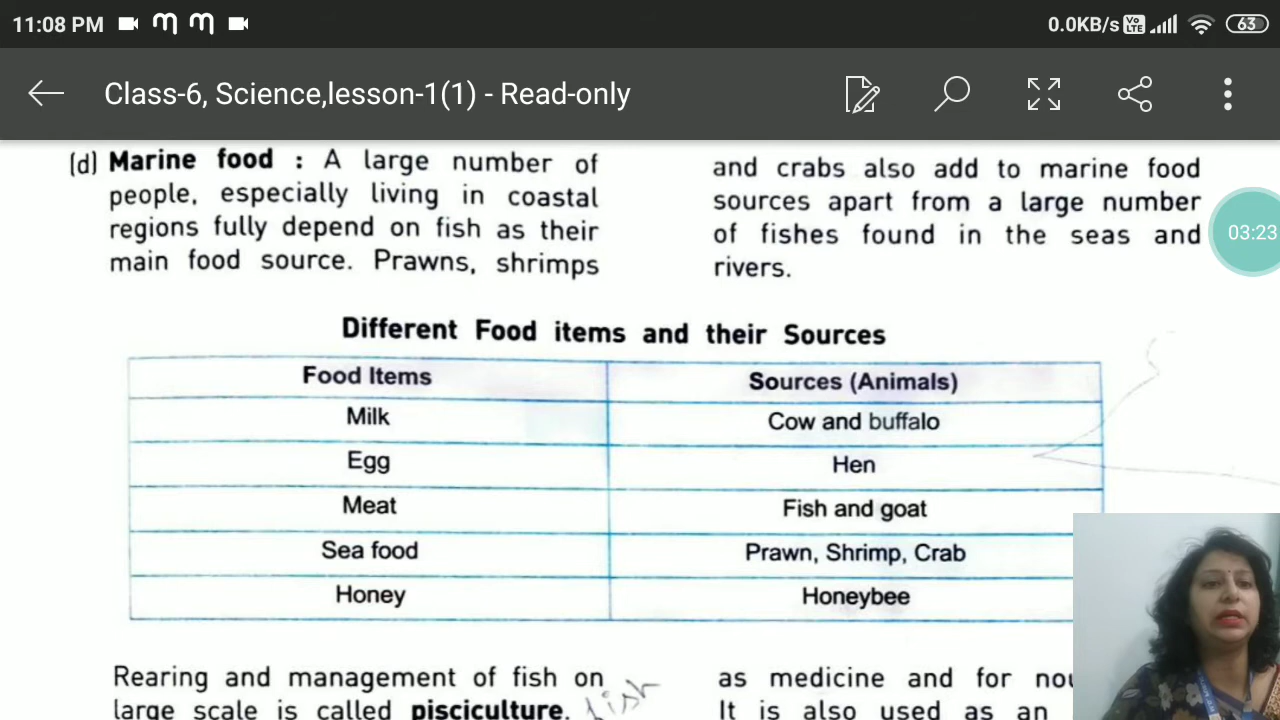 11:08 PM
0.0KB/s Vo LTE 63
Class-6, Science,lesson-1(1) - Read-only
(d) Marine food : A large number of
people, especially living in coastal
regions fully depend on fish as their
main food source. Prawns, shrimps
and crabs also add to marine food
sources apart from a large number
of fishes found in the seas and
rivers.
03:23
Different Food items and their Sources
Food Items Sources (Animals)
Milk Cow and buffalo
Egg Hen
Meat Fish and goat
Sea food Prawn, Shrimp, Crab
Honey Honeybee
Rearing and management of fish on
large scale is called pisciculture.
fish
as medicine and for
It is also used as an